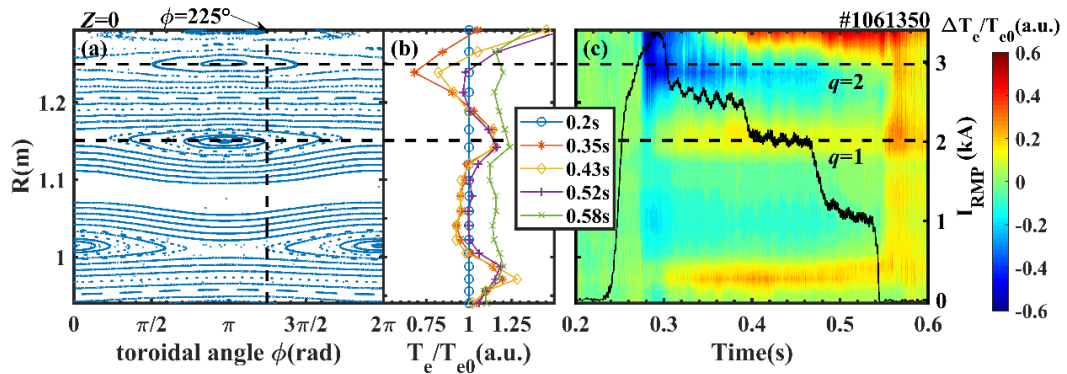 Z=0
ϕ=225°
#1061350
ΔTe/Te0(a.u.)
(a)
(b)
(c)
R(m)
1.2
1.1
1
0
π/2
π
3π/2
2π
toroidal angle ϕ(rad)
0.75
1
1.25
Te/Te0(a.u.)
0.2s
0.35s
0.43s
0.52s
0.58s
q=2
q=1
0.2
0.3
0.4
0.5
0.6
Time(s)
3
2
1
0
IRMP (kA)
0.6
0.4
0.2
0
-0.2
-0.4
-0.6